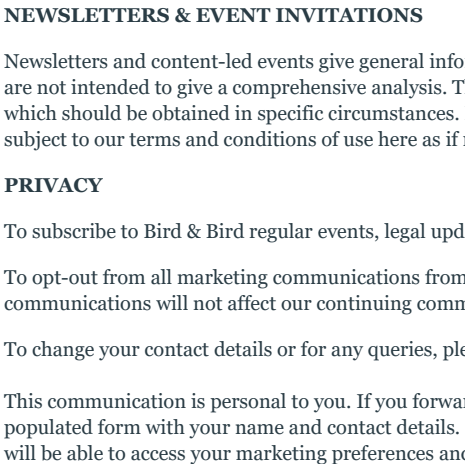 NEWSLETTERS & EVENT INVITATIONS
Newsletters and content-led events give general info
are not intended to give a comprehensive analysis. Th
which should be obtained in specific circumstances.
subject to our terms and conditions of use here as if
PRIVACY
To subscribe to Bird & Bird regular events, legal upd
To opt-out from all marketing communications from
communications will not affect our continuing comm
To change your contact details or for any queries, ple
This communication is personal to you. If you forwar
populated form with your name and contact details.
will be able to access your marketing preferences and